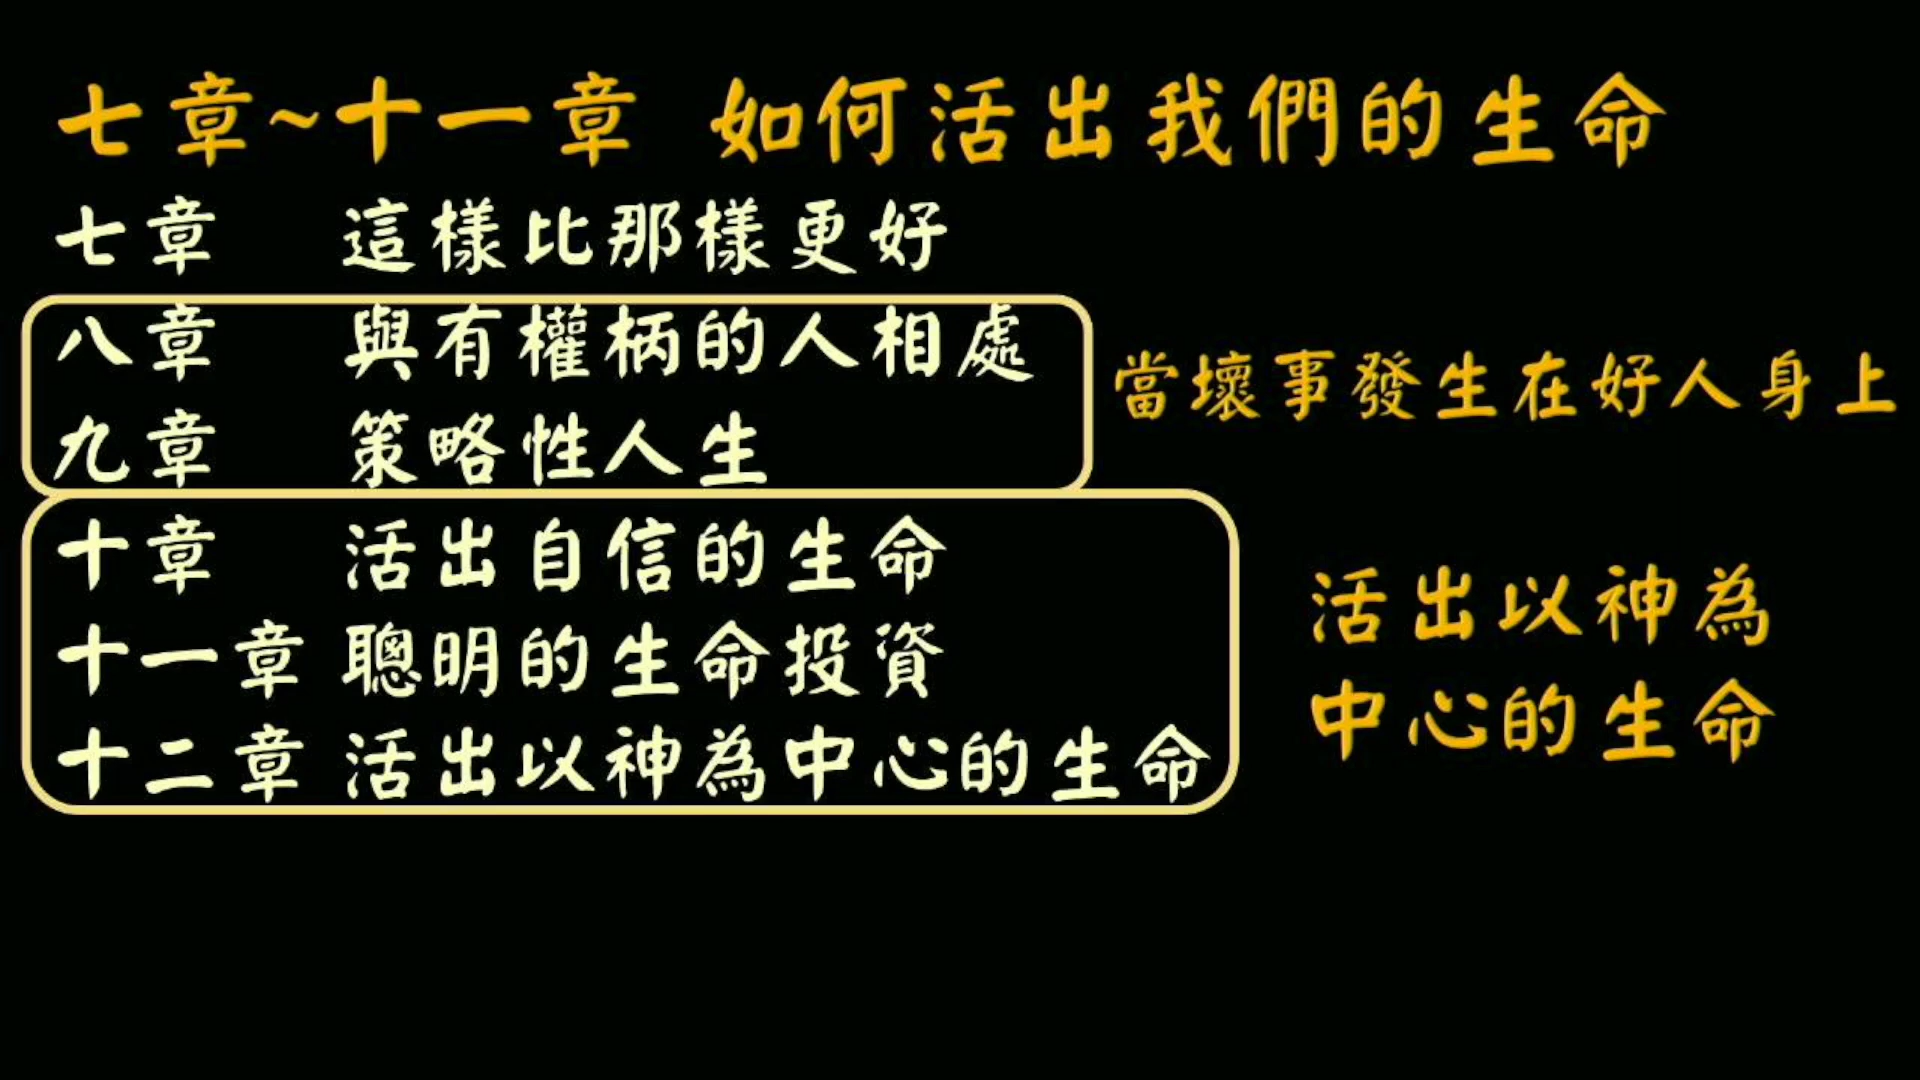 七章~十一章 如何活出我們的生命
七章 這樣比那樣更好
八章 與有權柄的人相處
九章 策略性人生
當壞事發生在好人身上
十章 活出自信的生命
十一章 聰明的生命投資
十二章 活出以神為中心的生命
活出以神為
中心的生命